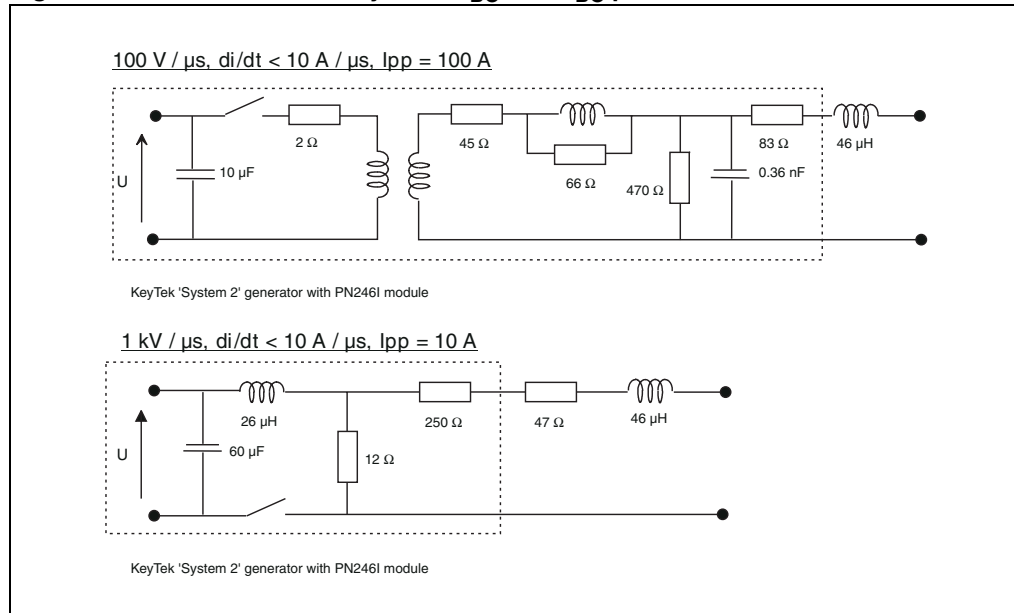 BO BO
100 V / µs, di/dt < 10 A / µs, Ipp = 100 A
2 Ω
45 Ω
83 Ω
46 µH
U
10 µF
66 Ω
470 Ω
0.36 nF
KeyTek 'System 2' generator with PN246I module
1 kV / µs, di/dt < 10 A / µs, Ipp = 10 A
26 µH
250 Ω
47 Ω
46 µH
U
60 µF
12 Ω
KeyTek 'System 2' generator with PN246I module